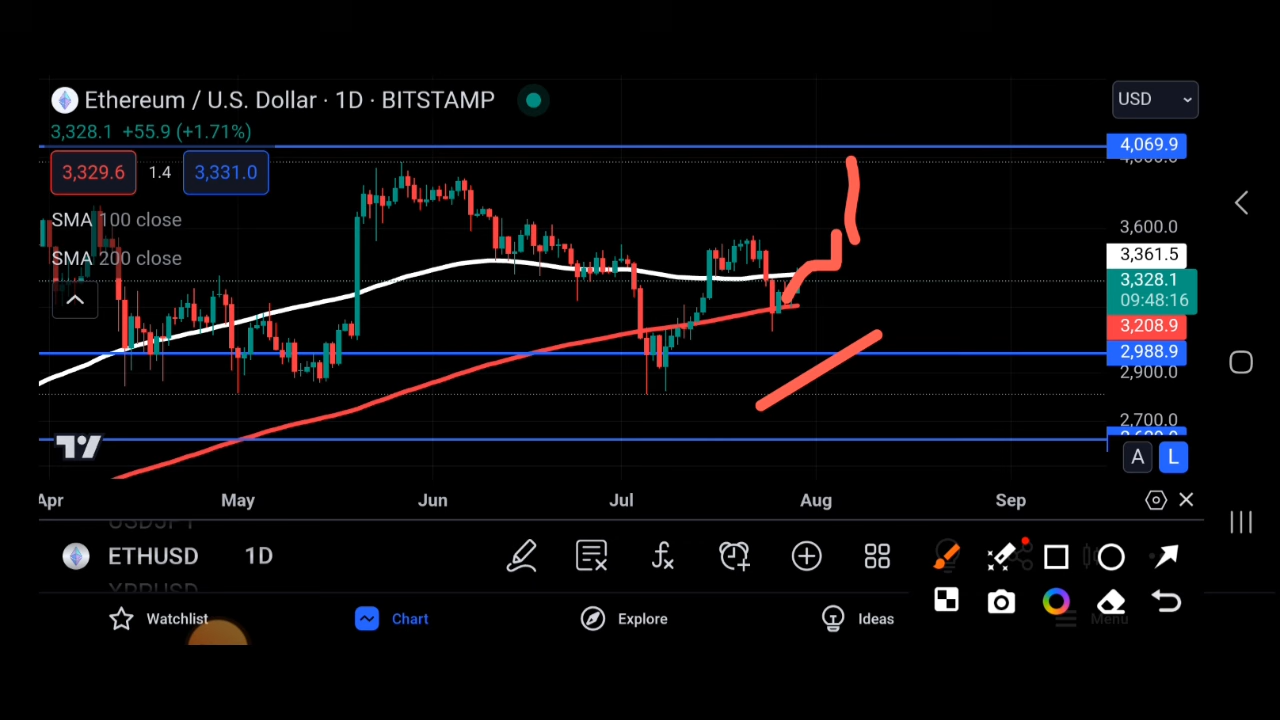 Ethereum / U.S. Dollar · 1D · BITSTAMP
USD
3,328.1 +55.9 (+1.71%)
4,069.9
3,329.6 1.4 3,331.0
SMA 100 close
3,600.0
3,361.5
SMA 200 close
3,328.1
09:48:16
3,208.9
2,988.9
2,900.0
2,700.0
A L
Apr May Jun Jul Aug Sep
USDJPY
ETHUSD 1D
XRPUSD
Watchlist Chart Explore Ideas Menu